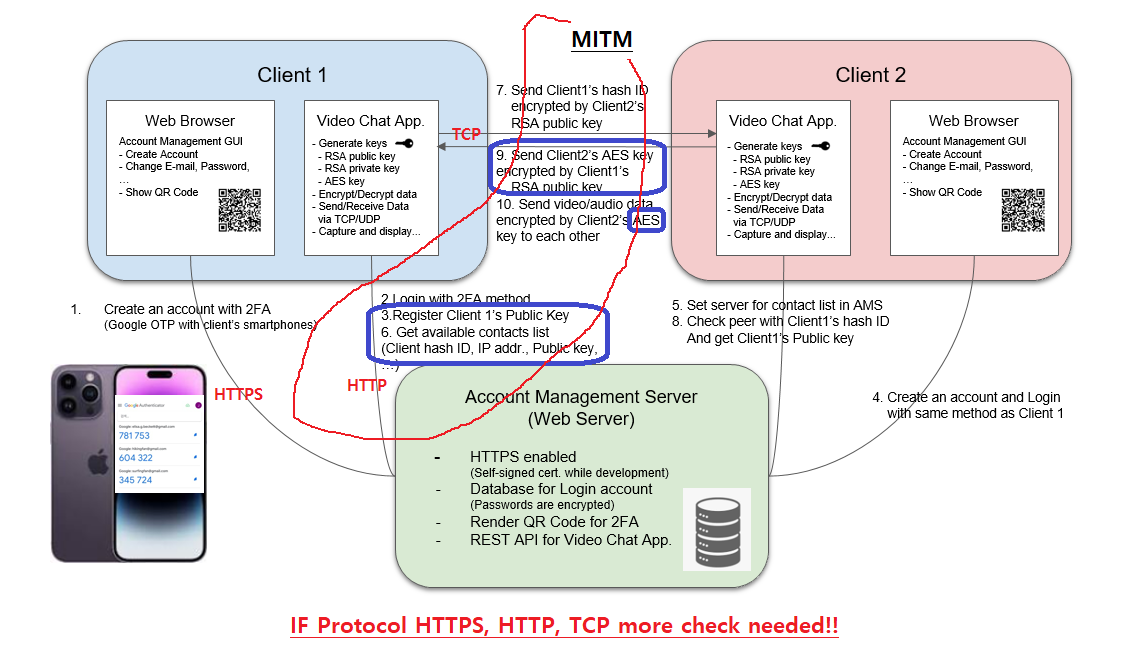 MITM
Client 1
Web Browser
Account Management GUI
- Create Account
- Change E-mail, Password,
…
- Show QR Code
Video Chat App.
- Generate keys
- RSA public key
- RSA private key
- AES key
- Encrypt/Decrypt data
- Send/Receive Data
via TCP/UDP
- Capture and display...
TCP
7. Send Client1's hash ID
encrypted by Client2's
RSA public key
9. Send Client2's AES key
encrypted by Client1's
RSA public key
10. Send video/audio data
encrypted by Client2's AES
key to each other
Client 2
Video Chat App.
- Generate keys
- RSA public key
- RSA private key
- AES key
- Encrypt/Decrypt data
- Send/Receive Data
via TCP/UDP
- Capture and display...
Web Browser
Account Management GUI
- Create Account
- Change E-mail, Password,
…
- Show QR Code
1. Create an account with 2FA
(Google OTP with client's smartphones)
2.Login with 2FA method
3.Register Client 1's Public Key
6. Get available contacts list
(Client hash ID, IP addr., Public key,
…)
5. Set server for contact list in AMS
8. Check peer with Client1's hash ID
And get Client1's Public key
4. Create an account and Login
with same method as Client 1
HTTPS
HTTP
Google Authenticator
781 753
604 322
345 724
Account Management Server
(Web Server)
- HTTPS enabled
(Self-signed cert. while development)
- Database for Login account
(Passwords are encrypted)
- Render QR Code for 2FA
- REST API for Video Chat App.
IF Protocol HTTPS, HTTP, TCP more check needed!!